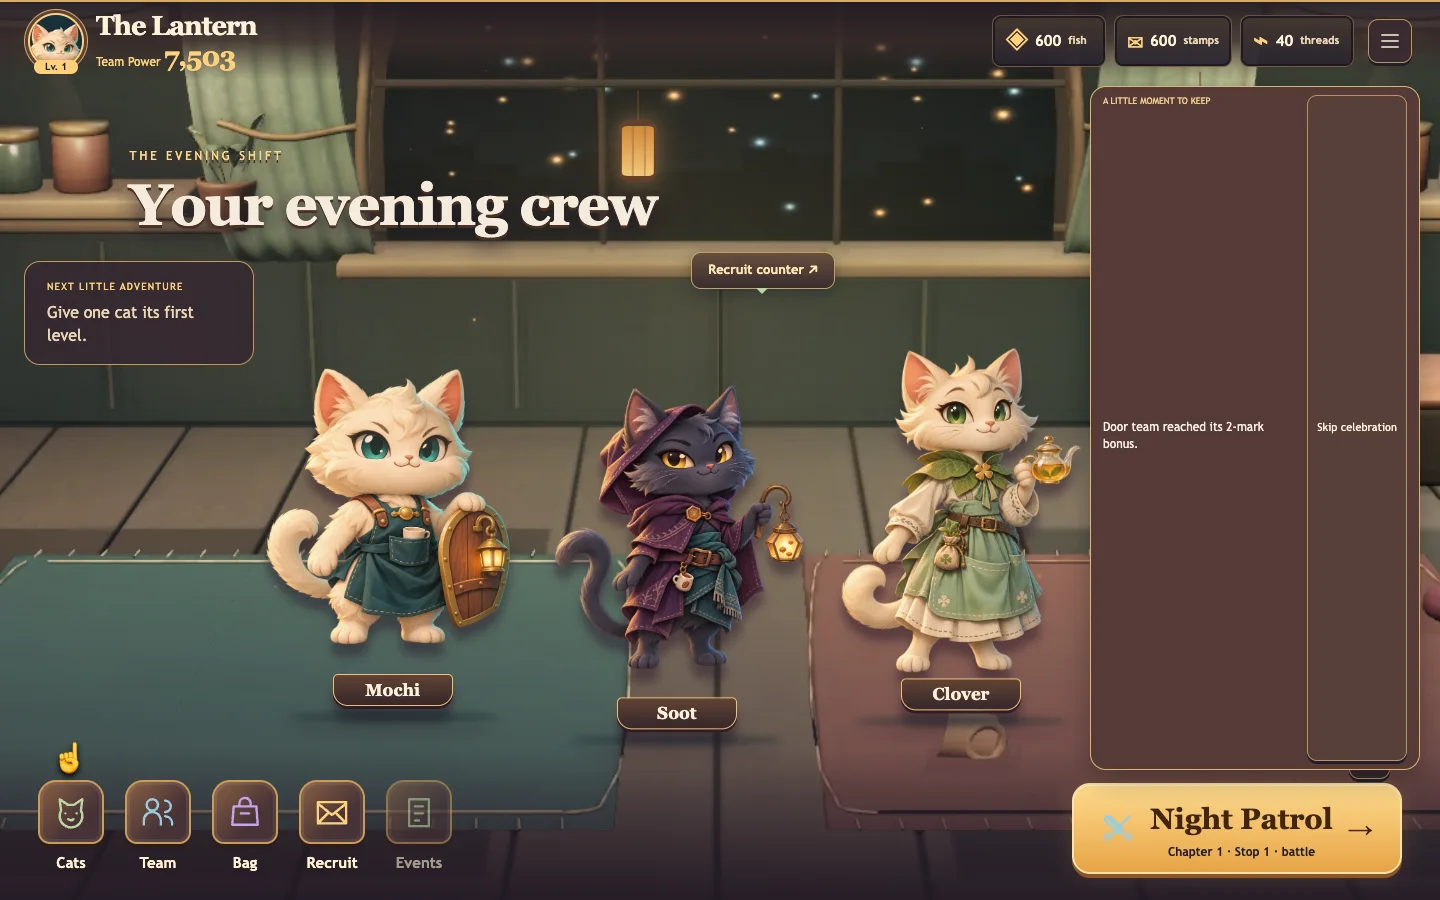 The Lantern
Lv. 1
Team Power 7,503
600 fish
600 stamps
40 threads
A LITTLE MOMENT TO KEEP
Door team reached its 2-mark
bonus.
Skip celebration
THE EVENING SHIFT
Your evening crew
Recruit counter ↗
NEXT LITTLE ADVENTURE
Give one cat its first
level.
Mochi
Soot
Clover
Cats
Team
Bag
Recruit
Events
Night Patrol →
Chapter 1 · Stop 1 · battle